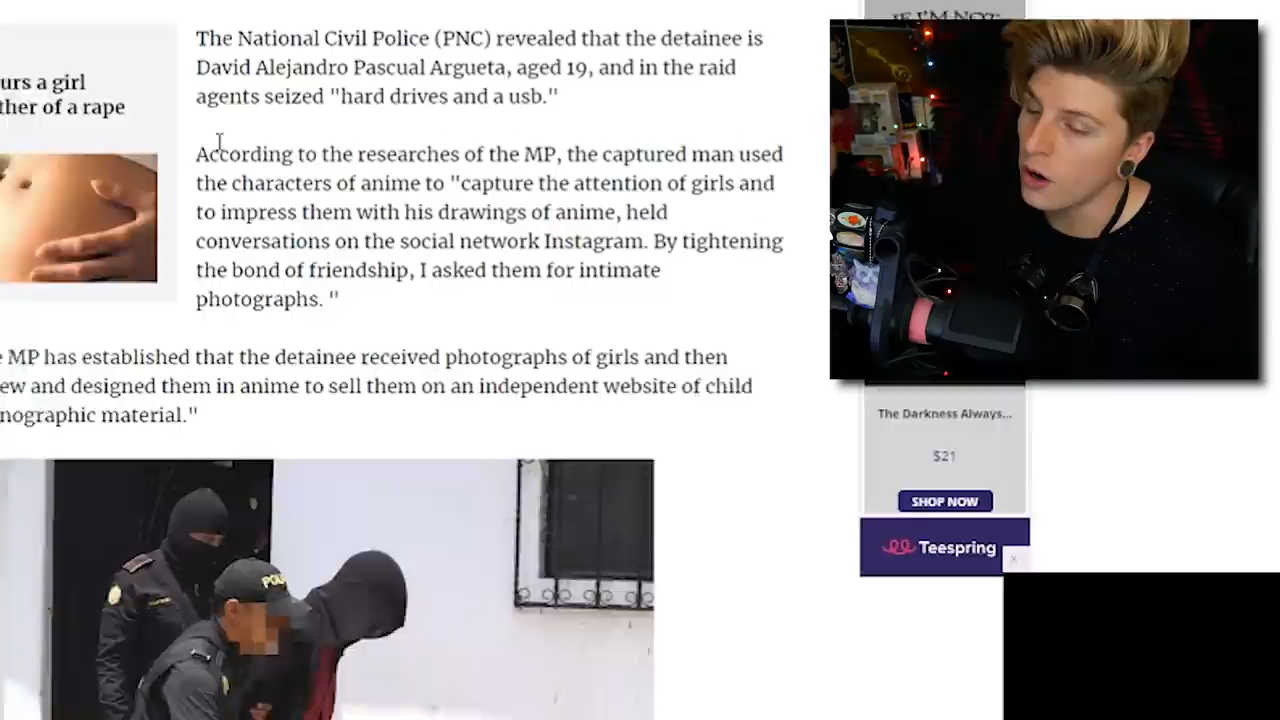 IF I'M NOT
The National Civil Police (PNC) revealed that the detainee is
David Alejandro Pascual Argueta, aged 19, and in the raid
agents seized "hard drives and a usb."
urs a girl
ther of a rape
According to the researches of the MP, the captured man used
the characters of anime to "capture the attention of girls and
to impress them with his drawings of anime, held
conversations on the social network Instagram. By tightening
the bond of friendship, I asked them for intimate
photographs. "
e MP has established that the detainee received photographs of girls and then
ew and designed them in anime to sell them on an independent website of child
nographic material."
The Darkness Always...
$21
SHOP NOW
Teespring
POLI